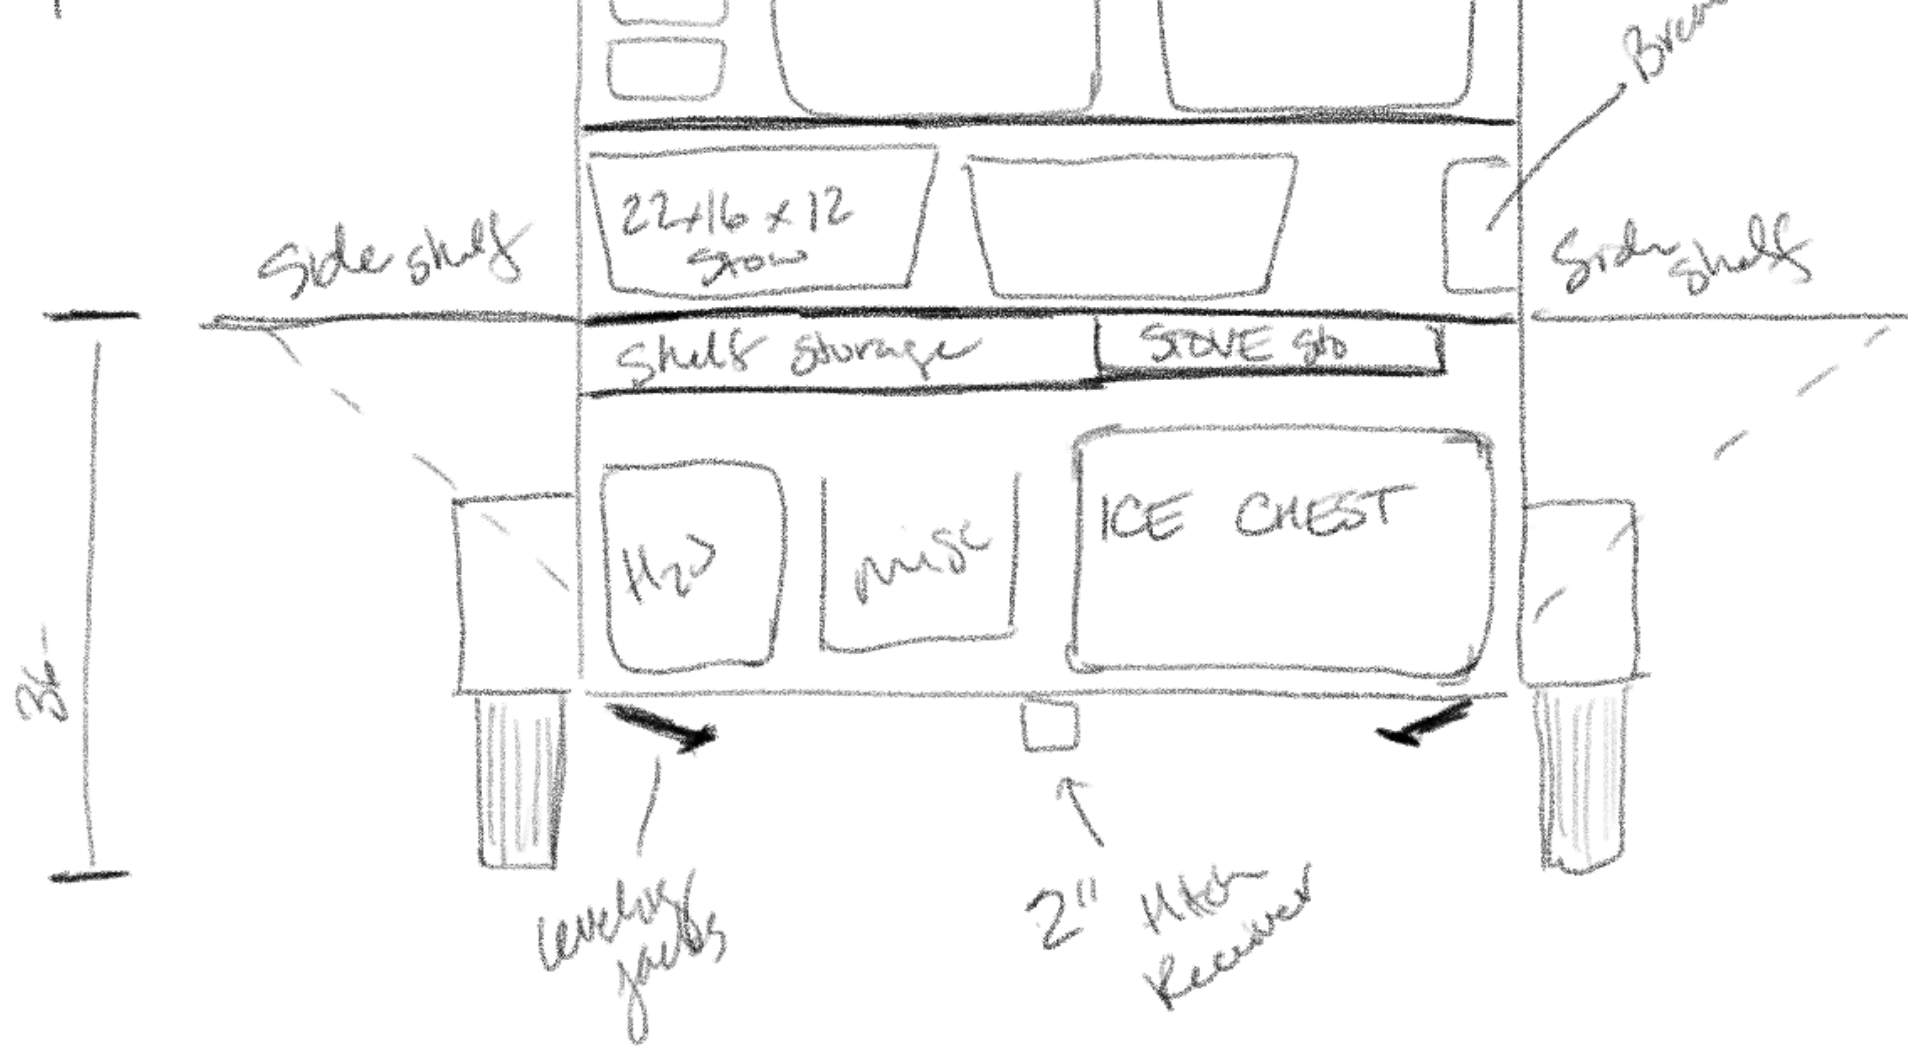 22x16 x 12
Stow
Side shelf
Side
shelf
Shelf storage
STOVE Sto
H2O
misc
ICE CHEST
36"
Leveling
jacks
2" Hitch
Receiver